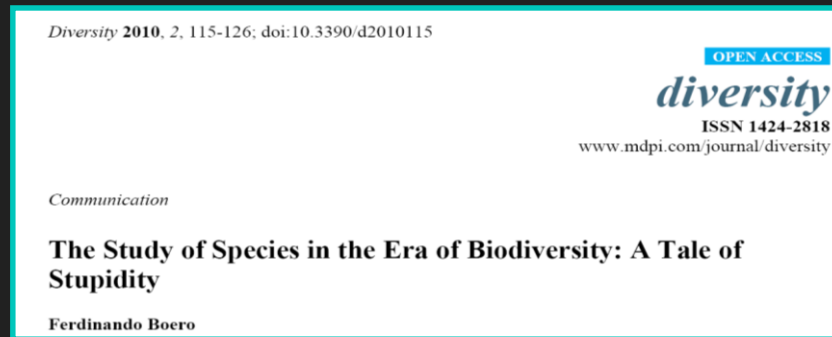 Diversity 2010, 2, 115-126; doi:10.3390/d2010115
OPEN ACCESS
diversity
ISSN 1424-2818
www.mdpi.com/journal/diversity
Communication
The Study of Species in the Era of Biodiversity: A Tale of
Stupidity
Ferdinando Boero